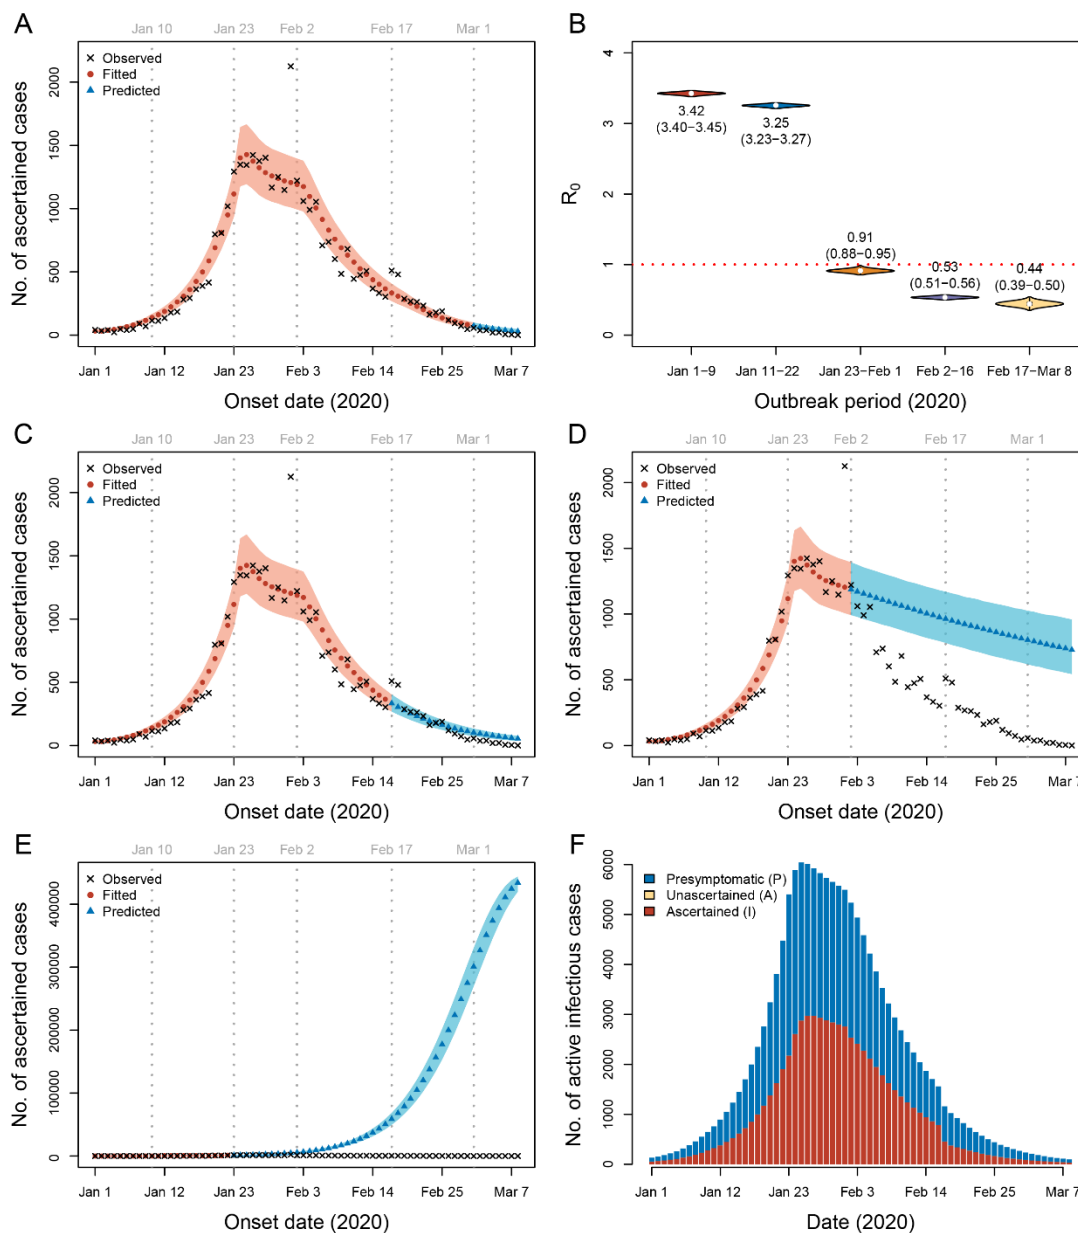 A
Jan 10 Jan 23 Feb 2 Feb 17 Mar 1
Observed
Fitted
Predicted
No. of ascertained cases
2000
1500
1000
500
0
Jan 1 Jan 12 Jan 23 Feb 3 Feb 14 Feb 25 Mar 7
Onset date (2020)
B
R0
4
3
2
1
0
3.42
(3.40–3.45)
3.25
(3.23–3.27)
0.91
(0.88–0.95)
0.53
(0.51–0.56)
0.44
(0.39–0.50)
Jan 1–9 Jan 11–22 Jan 23–Feb 1 Feb 2–16 Feb 17–Mar 8
Outbreak period (2020)
C
Jan 10 Jan 23 Feb 2 Feb 17 Mar 1
Observed
Fitted
Predicted
No. of ascertained cases
2000
1500
1000
500
0
Jan 1 Jan 12 Jan 23 Feb 3 Feb 14 Feb 25 Mar 7
Onset date (2020)
D
Jan 10 Jan 23 Feb 2 Feb 17 Mar 1
Observed
Fitted
Predicted
No. of ascertained cases
2000
1500
1000
500
0
Jan 1 Jan 12 Jan 23 Feb 3 Feb 14 Feb 25 Mar 7
Onset date (2020)
E
Jan 10 Jan 23 Feb 2 Feb 17 Mar 1
Observed
Fitted
Predicted
No. of ascertained cases
400000
300000
200000
100000
0
Jan 1 Jan 12 Jan 23 Feb 3 Feb 14 Feb 25 Mar 7
Onset date (2020)
F
Presymptomatic (P)
Unascertained (A)
Ascertained (I)
No. of active infectious cases
6000
5000
4000
3000
2000
1000
0
Jan 1 Jan 12 Jan 23 Feb 3 Feb 14 Feb 25 Mar 7
Date (2020)